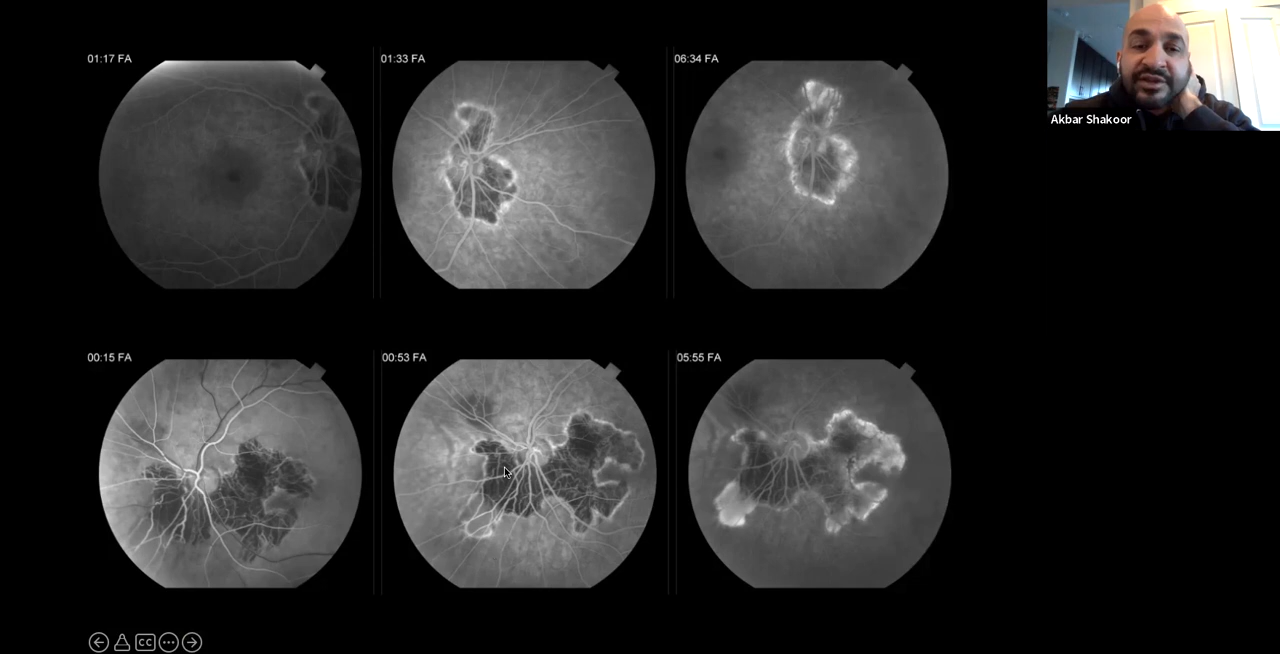 01:17 FA
01:33 FA
06:34 FA
Akbar Shakoor
00:15 FA
00:53 FA
05:55 FA
CC